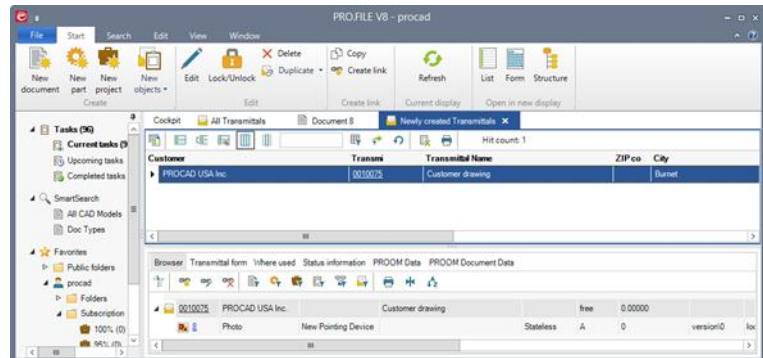 PRO.FILE V8 - procad
File Start Search Edit View Window
New document New part New project New objects Edit Lock/Unlock Delete Duplicate Copy Create link Refresh List Form Structure
Create Edit Create link Current display Open in new display
Tasks (96)
Current tasks (9
Upcoming tasks
Completed tasks
SmartSearch
All CAD Models
Doc Types
Favorites
Public folders
procad
Folders
Subscription
100% (0)
95% (0)
Cockpit All Transmittals Document 8 Newly created Transmittals
Hit count: 1
Customer Transmi Transmittal Name ZIP co City
PROCAD USA Inc. 0010075 Customer drawing Burnet
Browser Transmittal form Where used Status information PROOM Data PROOM Document Data
0010075 PROCAD USA Inc. Customer drawing free 0.00000
Photo New Pointing Device Stateless A 0 version\0 loc